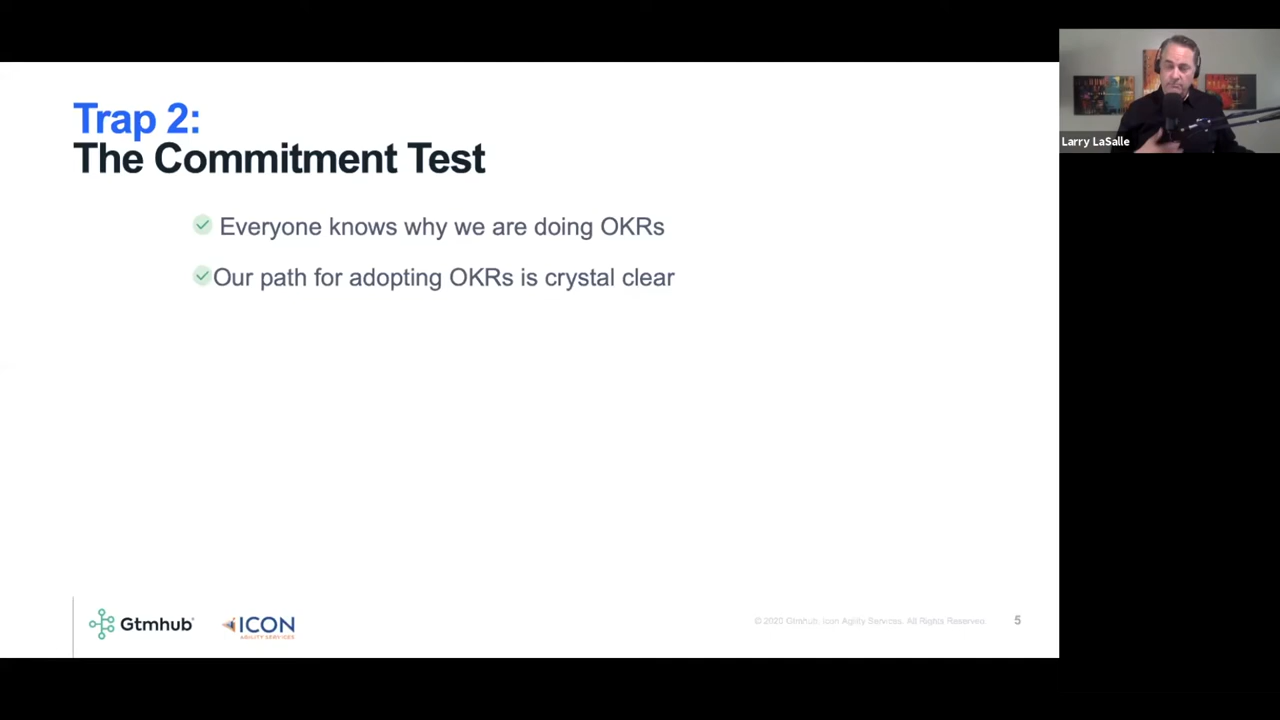 Trap 2:
The Commitment Test
Everyone knows why we are doing OKRs
Our path for adopting OKRs is crystal clear
Larry LaSalle
Gtmhub
ICON
AGILITY SERVICES
© 2020 Gtmhub, Icon Agility Services. All Rights Reserved
5